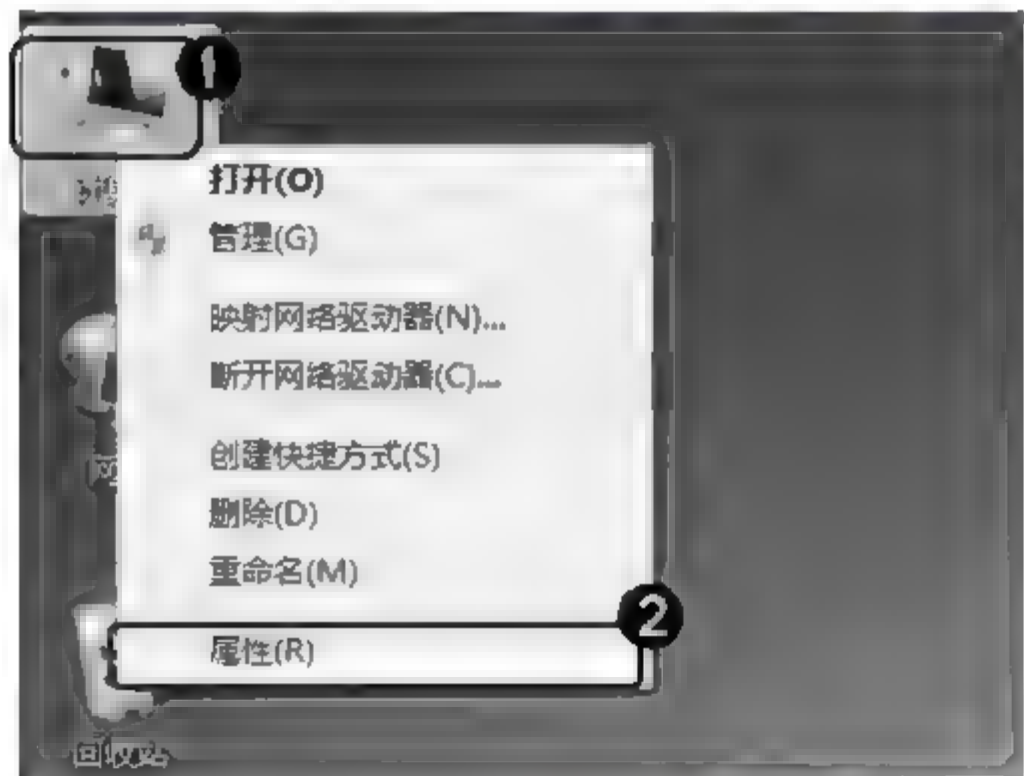 1
打开(O)
管理(G)
映射网络驱动器(N)...
断开网络驱动器(C)...
创建快捷方式(S)
删除(D)
重命名(M)
2
属性(R)
回收站